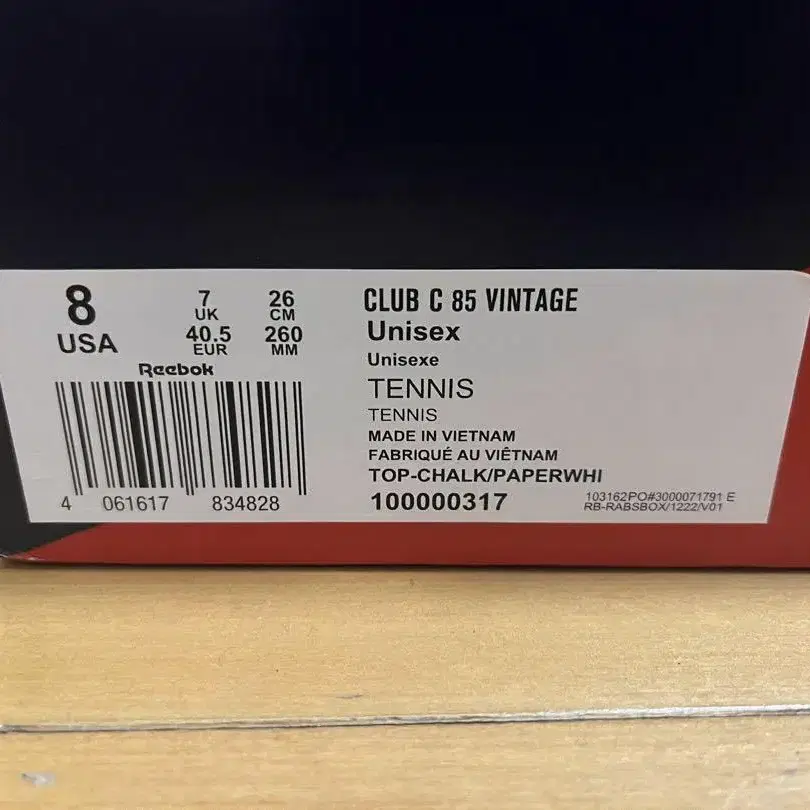 8
USA
7
UK
40.5
EUR
26
CM
260
MM
Reebok
4 061617 834828
CLUB C 85 VINTAGE
Unisex
Unisexe
TENNIS
TENNIS
MADE IN VIETNAM
FABRIQUÉ AU VIÊTNAM
TOP-CHALK/PAPERWHI
100000317
103162PO#3000071791 E
RB-RABSBOX/1222/V01